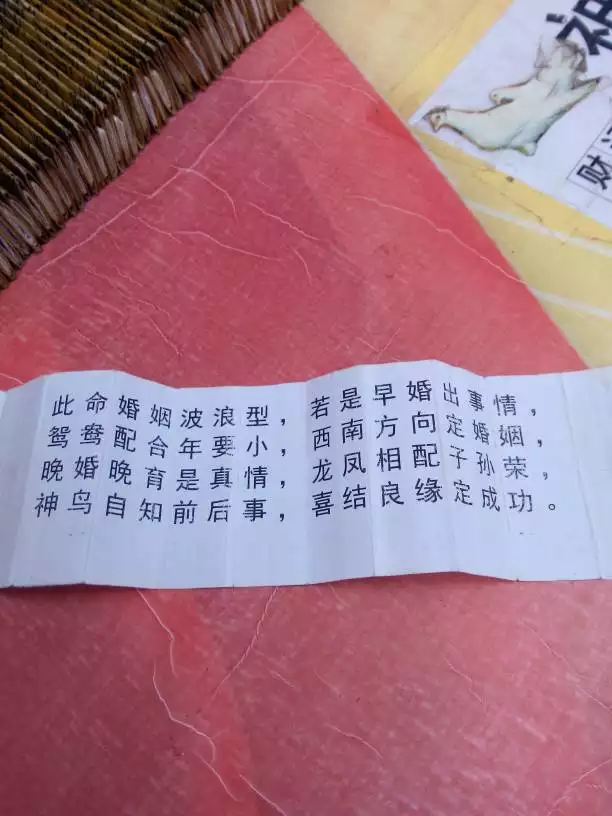 神
财
此命婚姻波浪型，若是早婚出事情，
鸳鸯配合年要小，西南方向定婚姻，
晚婚晚育是真情，龙凤相配子孙荣，
神鸟自知前后事，喜结良缘定成功。